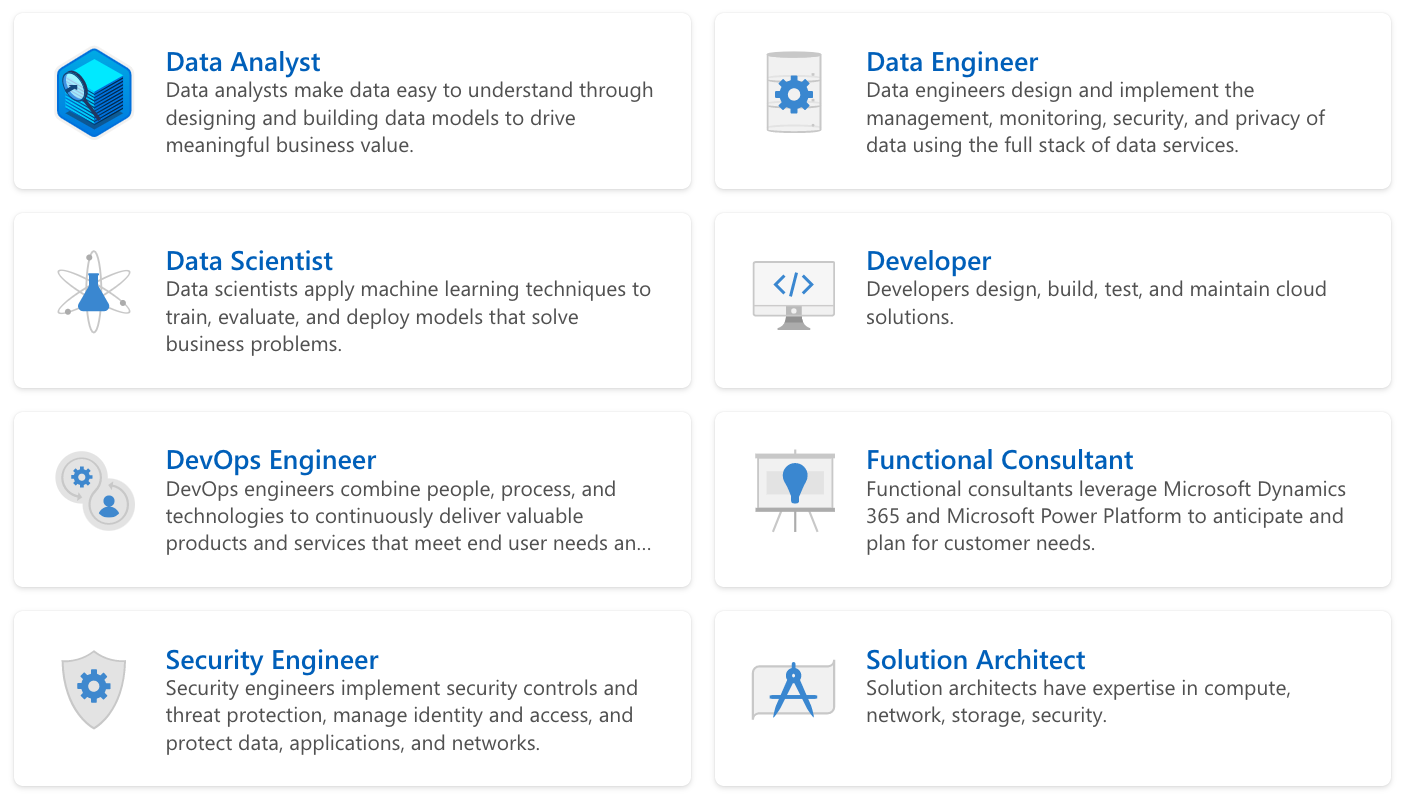 Data Analyst
Data analysts make data easy to understand through
designing and building data models to drive
meaningful business value.
Data Engineer
Data engineers design and implement the
management, monitoring, security, and privacy of
data using the full stack of data services.
Data Scientist
Data scientists apply machine learning techniques to
train, evaluate, and deploy models that solve
business problems.
Developer
Developers design, build, test, and maintain cloud
solutions.
DevOps Engineer
DevOps engineers combine people, process, and
technologies to continuously deliver valuable
products and services that meet end user needs an...
Functional Consultant
Functional consultants leverage Microsoft Dynamics
365 and Microsoft Power Platform to anticipate and
plan for customer needs.
Security Engineer
Security engineers implement security controls and
threat protection, manage identity and access, and
protect data, applications, and networks.
Solution Architect
Solution architects have expertise in compute,
network, storage, security.